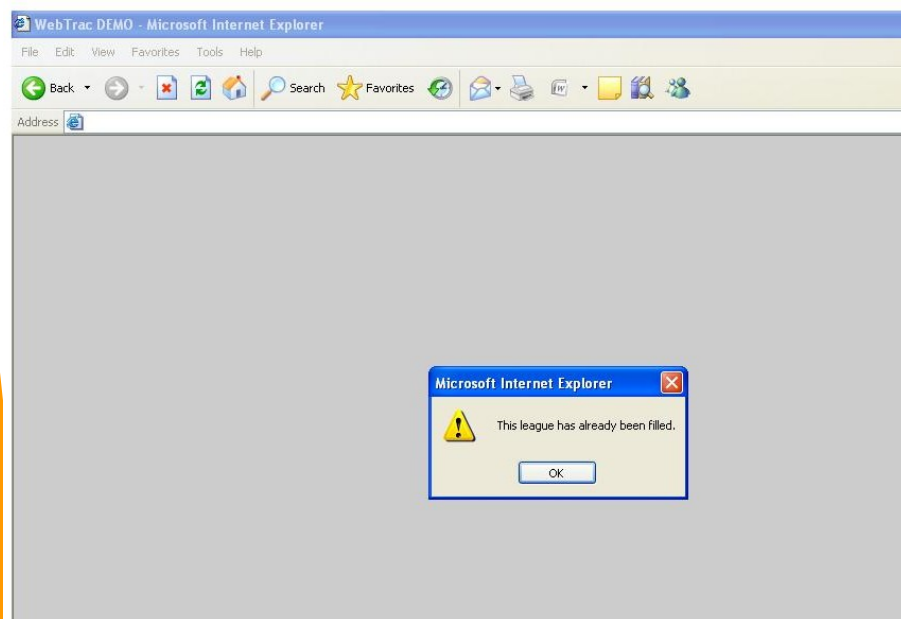 WebTrac DEMO - Microsoft Internet Explorer
File Edit View Favorites Tools Help
Back Search Favorites W
Address
Microsoft Internet Explorer
This league has already been filled.
OK